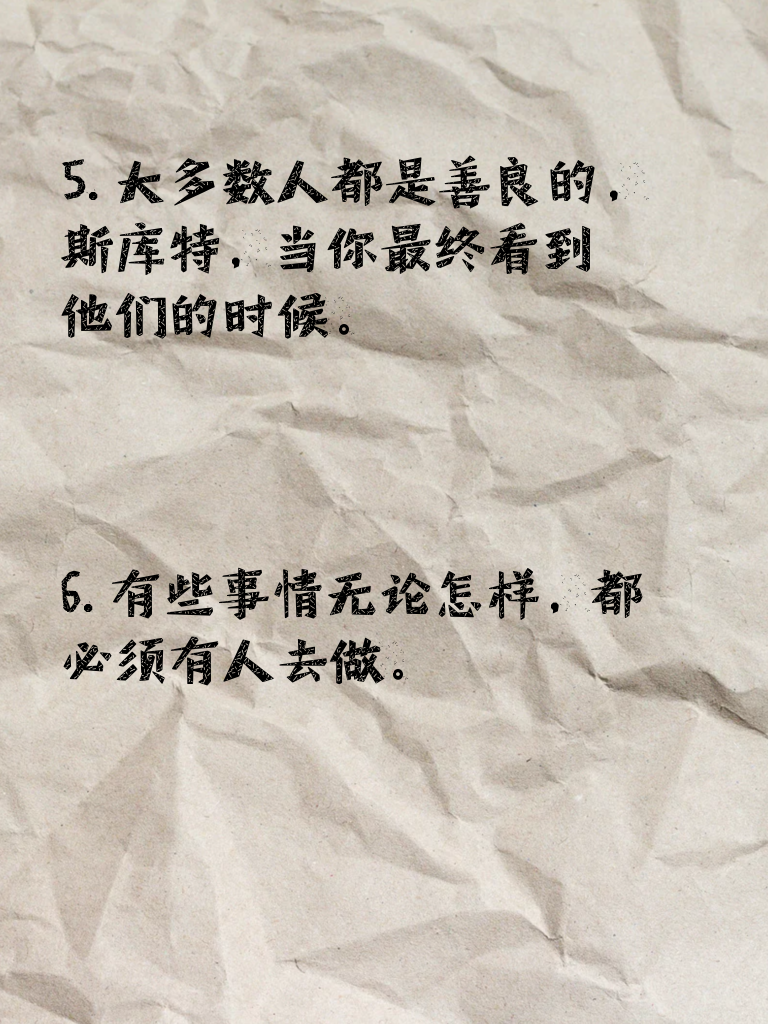 5. 大多数人都是善良的，
斯库特，当你最终看到
他们的时候。
6. 有些事情无论怎样，都
必须有人去做。